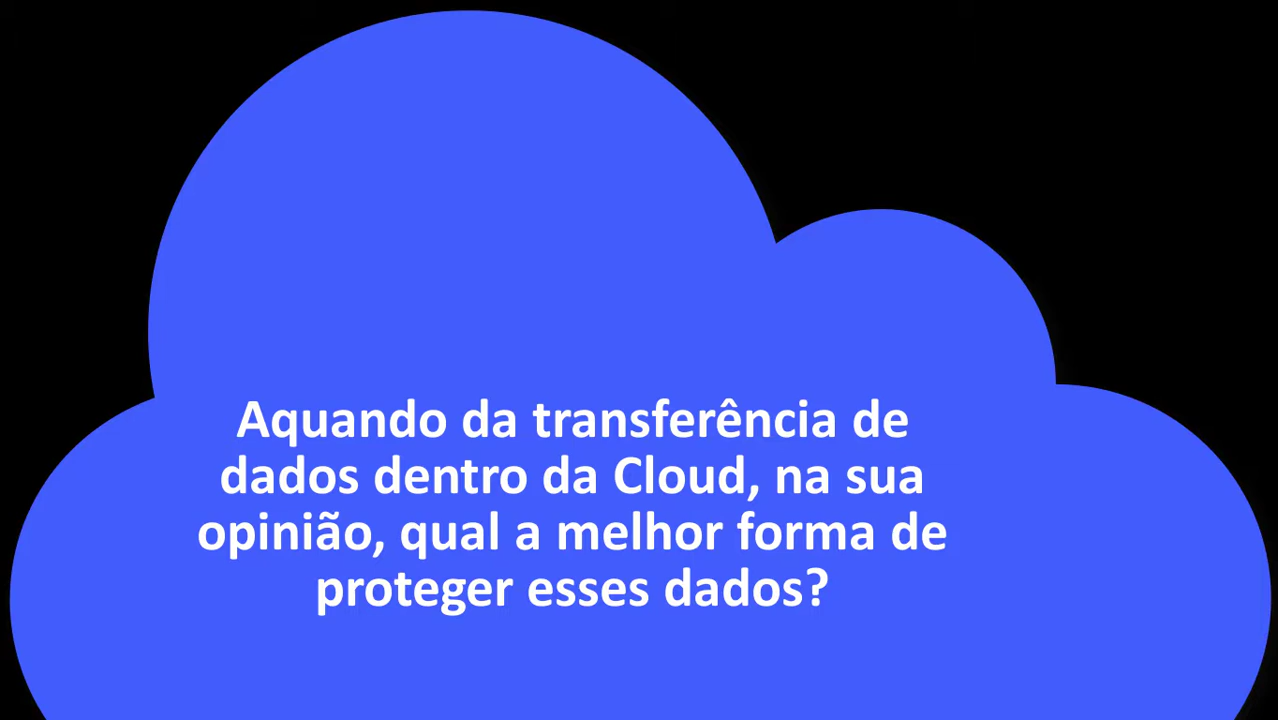 Aquando da transferência de
dados dentro da Cloud, na sua
opinião, qual a melhor forma de
proteger esses dados?